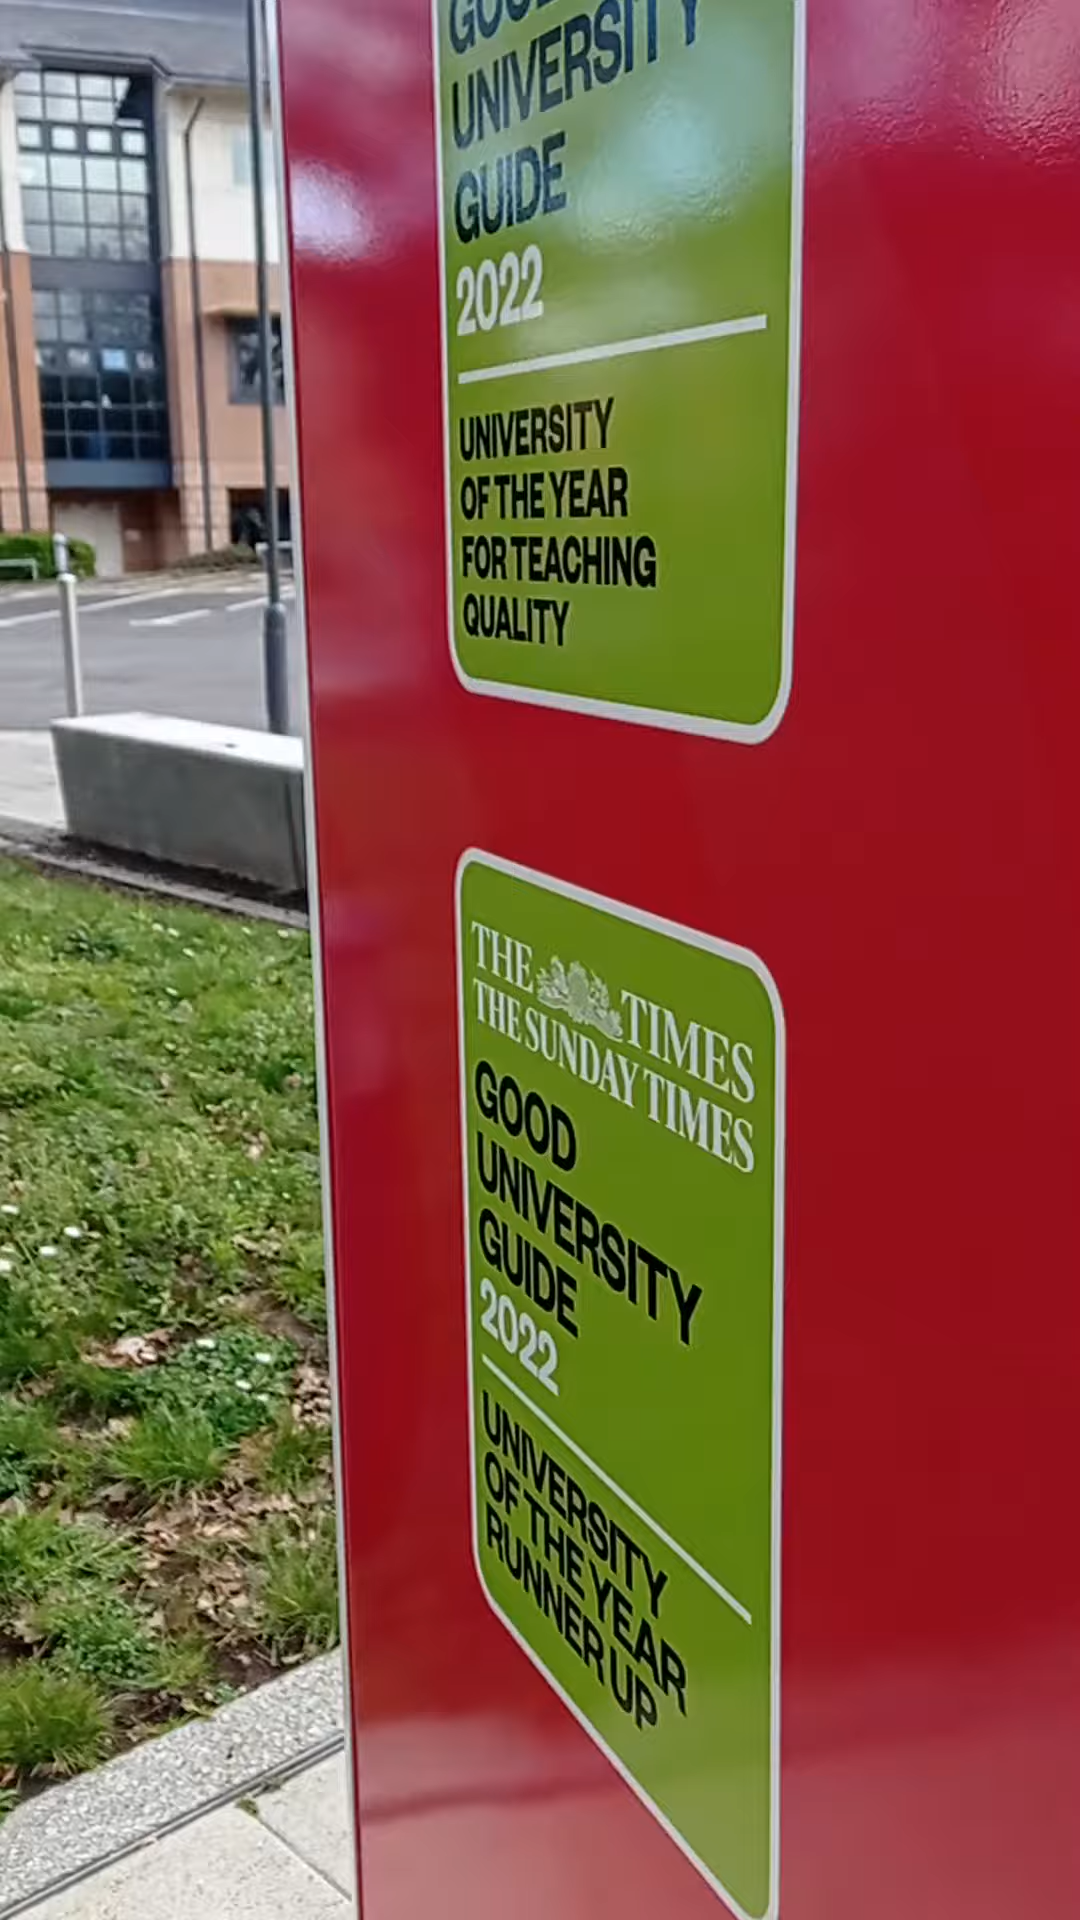 GOOD
UNIVERSITY
GUIDE
2022
UNIVERSITY
OF THE YEAR
FOR TEACHING
QUALITY
THE TIMES
THE SUNDAY TIMES
GOOD
UNIVERSITY
GUIDE
2022
UNIVERSITY
OF THE YEAR
RUNNER UP